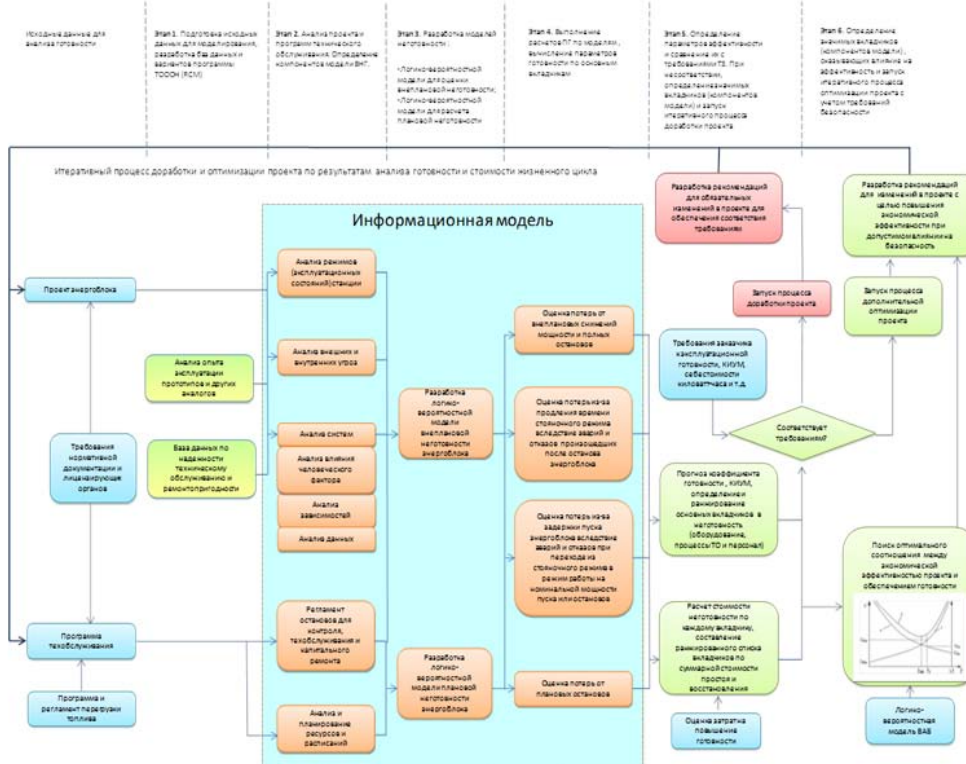 Исходные данные для
анализа готовности
Этап 1. Подготовка исходных
данных для моделирования,
разработка баз данных и
вариантов программы
ТОООН (RCM)
Этап 2. Анализ проекта и
программ технического
обслуживания. Определение
компонентов модели ВНГ.
Этап 3. Разработка моделей
неготовности :
•Логико-вероятностной
модели для оценки
внеплановой неготовности;
•Логико-вероятностной
модели для расчета
плановой неготовности
Этап 4. Выполнение
расчетов ПГ по моделям,
вычисление параметров
готовности по основным
вкладчикам
Этап 5. Определение
параметров эффективности
и сравнение их с
требованиями ТЗ. При
несоответствии,
определение значимых
вкладчиков (компонентов
модели) и запуск
итеративного процесса
доработки проекта
Этап 6. Определение
значимых вкладчиков
(компонентов модели),
оказывающих влияние на
эффективность и запуск
итеративного процесса
оптимизации проекта с
учетом требований
безопасности
Итеративный процесс доработки и оптимизации проекта по результатам анализа готовности и стоимости жизненного цикла
Информационная модель
Разработка рекомендаций
для обязательных
изменений в проекте для
обеспечения соответствия
требованиям
Разработка рекомендаций
для изменений в проекте с
целью повышения
экономической
эффективности при
допустимом влиянии на
безопасность
Проект энергоблока
Анализ режимов
(эксплуатационных
состояний) станции
Запуск процесса
доработки проекта
Запуск процесса
дополнительной
оптимизации
проекта
Анализ опыта
эксплуатации
прототипов и других
аналогов
Анализ внешних и
внутренних угроз
Оценка потерь от
внеплановых снижений
мощности и полных
остановов
Требования заказчика
к эксплуатационной
готовности, КИУМ,
себестоимости
киловатт/часа и т.д.
Требования
нормативной
документации и
лицензирующих
органов
База данных по
надежности
техническому
обслуживанию и
ремонтопригодности
Анализ систем
Анализ влияния
человеческого
фактора
Анализ
зависимостей
Анализ данных
Разработка
логико-
вероятностной
модели
внеплановой
неготовности
энергоблока
Оценка потерь из-за
продления времени
стояночного режима
вследствие аварий и
отказов произошедших
после останова
энергоблока
Соответствует
требованиям?
Оценка потерь из-за
задержки пуска
энергоблока вследствие
аварий и отказов при
переходе из
стояночного режима в
режим работы на
номинальной мощности
пуска или остановов
Прогноз коэффициента
готовности, КИУМ,
определение и
ранжирование
основных вкладчиков в
неготовность
(оборудование,
процессы ТО и персонал)
Поиск оптимального
соотношения между
экономической
эффективностью проекта и
обеспечением готовности
Программа
техобслуживания
Регламент
остановов для
контроля,
техобслуживания и
капитального
ремонта
Разработка
логико-
вероятностной
модели плановой
неготовности
энергоблока
Оценка потерь от
плановых остановов
Расчет стоимости
неготовности по
каждому вкладчику,
составление
ранжированного списка
вкладчиков по
суммарной стоимости
простоя и
восстановления
Программа и
регламент перегрузки
топлива
Анализ и
планирование
ресурсов и
расписаний
Оценка затрат на
повышение
готовности
Логико-
вероятностная
модель ВАБ